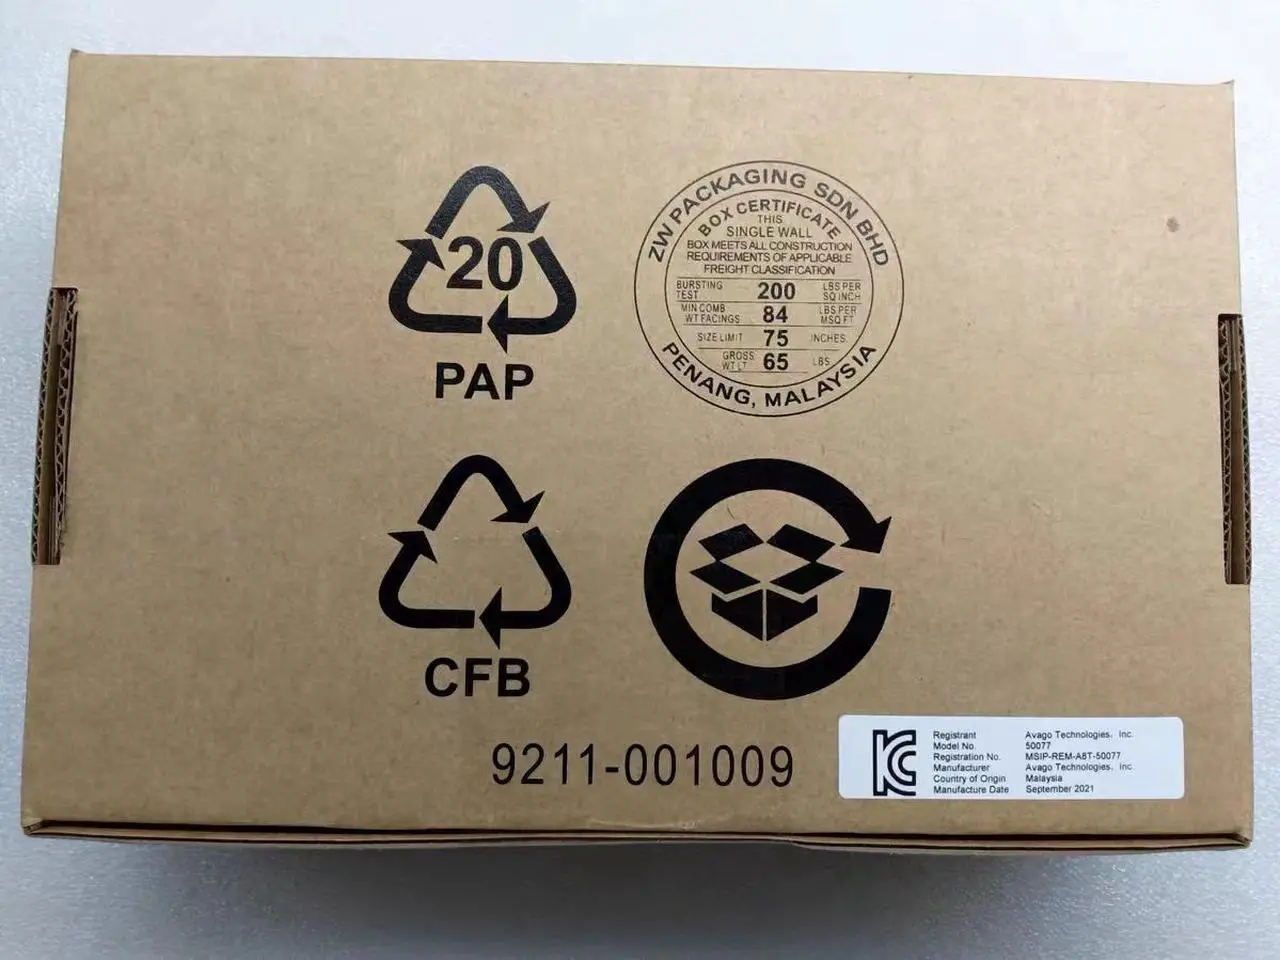 20
PAP
ZW PACKAGING SDN BHD
BOX CERTIFICATE
THIS
SINGLE WALL
BOX MEETS ALL CONSTRUCTION
REQUIREMENTS OF APPLICABLE
FREIGHT CLASSIFICATION
BURSTING TEST 200 LBS PER SQ INCH
MIN COMB WT FACINGS 84 LBS PER MSQ FT
SIZE LIMIT 75 INCHES
GROSS WT LT 65 LBS
PENANG, MALAYSIA
CFB
9211-001009
KC
Registrant Avago Technologies, Inc.
Model No. 50077
Registration No. MSIP-REM-A8T-50077
Manufacturer Avago Technologies, Inc.
Country of Origin Malaysia
Manufacture Date September 2021